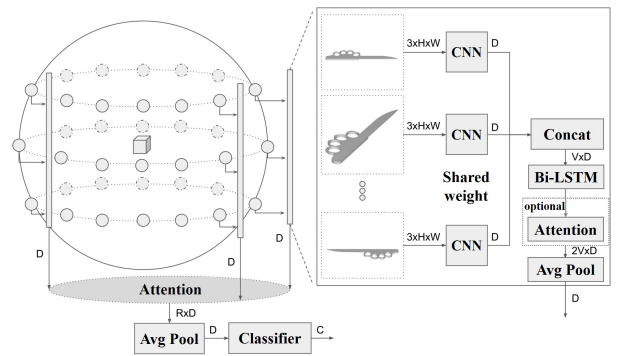 3xHxW
CNN
D
3xHxW
CNN
D
Concat
VxD
Shared
weight
Bi-LSTM
optional
Attention
3xHxW
CNN
D
2VxD
Avg Pool
D
D
D
D
Attention
RxD
Avg Pool
D
Classifier
C